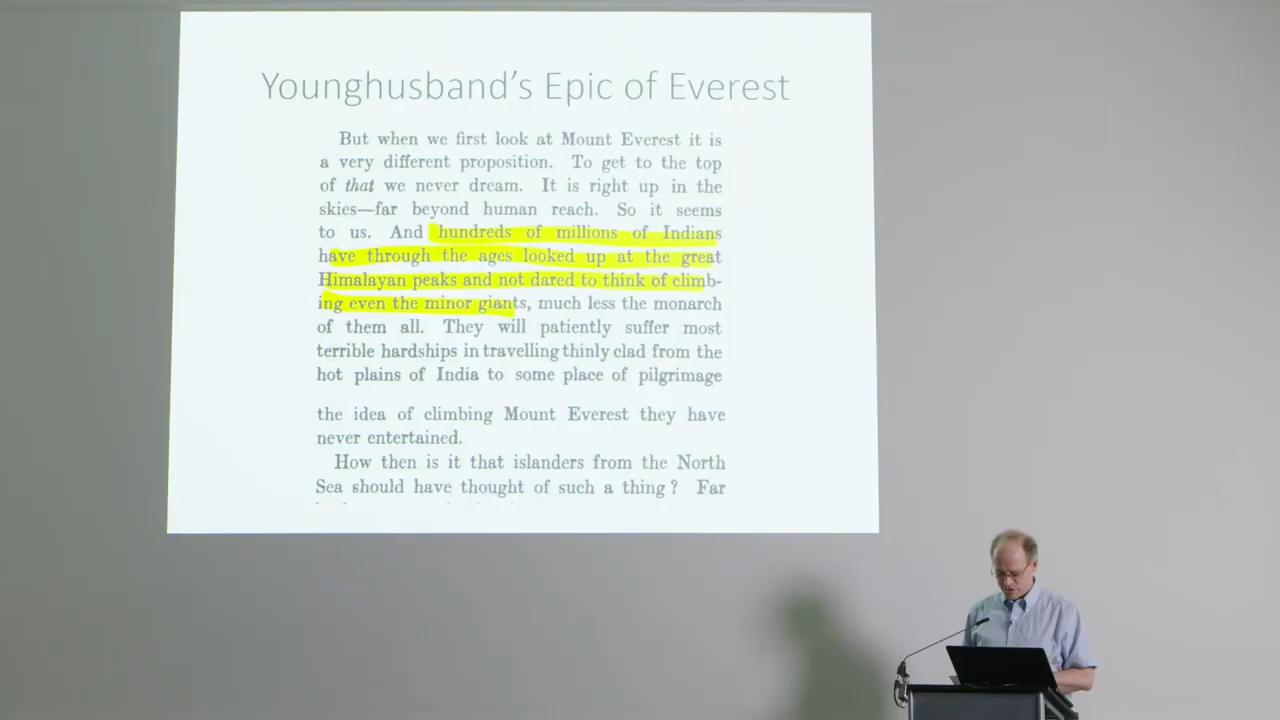 Younghusband's Epic of Everest
But when we first look at Mount Everest it is
a very different proposition. To get to the top
of that we never dream. It is right up in the
skies—far beyond human reach. So it seems
to us. And hundreds of millions of Indians
have through the ages looked up at the great
Himalayan peaks and not dared to think of climb-
ing even the minor giants, much less the monarch
of them all. They will patiently suffer most
terrible hardships in travelling thinly clad from the
hot plains of India to some place of pilgrimage
the idea of climbing Mount Everest they have
never entertained.
How then is it that islanders from the North
Sea should have thought of such a thing? Far